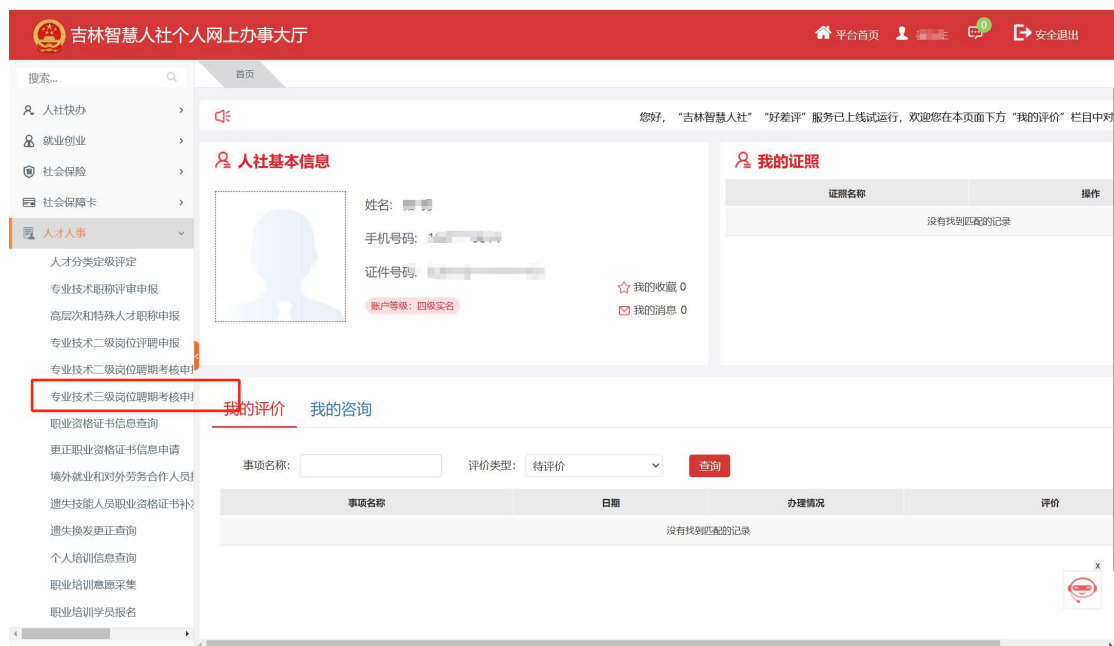 吉林智慧人社个人网上办事大厅
平台首页
0
安全退出
搜索...
首页
人社快办
就业创业
社会保险
社会保障卡
人才人事
人才分类定级评定
专业技术职称评审申报
高层次和特殊人才职称申报
专业技术二级岗位评聘申报
专业技术二级岗位聘期考核申
专业技术三级岗位聘期考核申
职业资格证书信息查询
更正职业资格证书信息申请
境外就业和对外劳务合作人员
遗失技能人员职业资格证书补
遗失换发更正查询
个人培训信息查询
职业培训意愿采集
职业培训学员报名
您好，“吉林智慧人社”“好差评”服务已上线试运行，欢迎您在本页面下方“我的评价”栏目中对
人社基本信息
姓名:
手机号码:
证件号码:
账户等级：四级实名
我的收藏 0
我的消息 0
我的证照
证照名称 操作
没有找到匹配的记录
我的评价 我的咨询
事项名称: 评价类型: 待评价 查询
事项名称 日期 办理情况 评价
没有找到匹配的记录
x